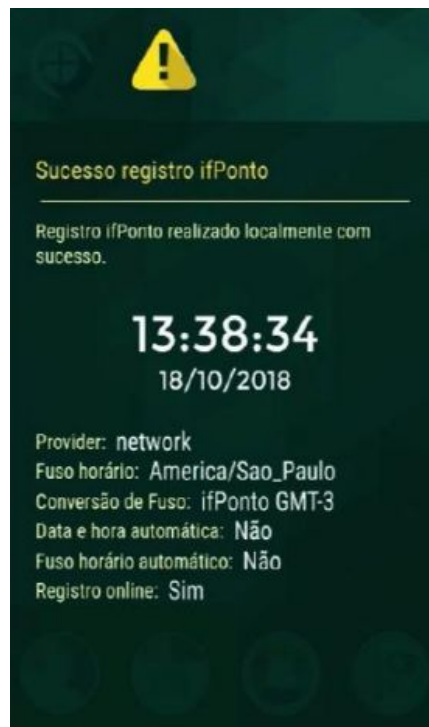 Sucesso registro ifPonto
Registro ifPonto realizado localmente com
sucesso.
13:38:34
18/10/2018
Provider: network
Fuso horário: America/Sao_Paulo
Conversão de Fuso: ifPonto GMT-3
Data e hora automática: Não
Fuso horário automático: Não
Registro online: Sim